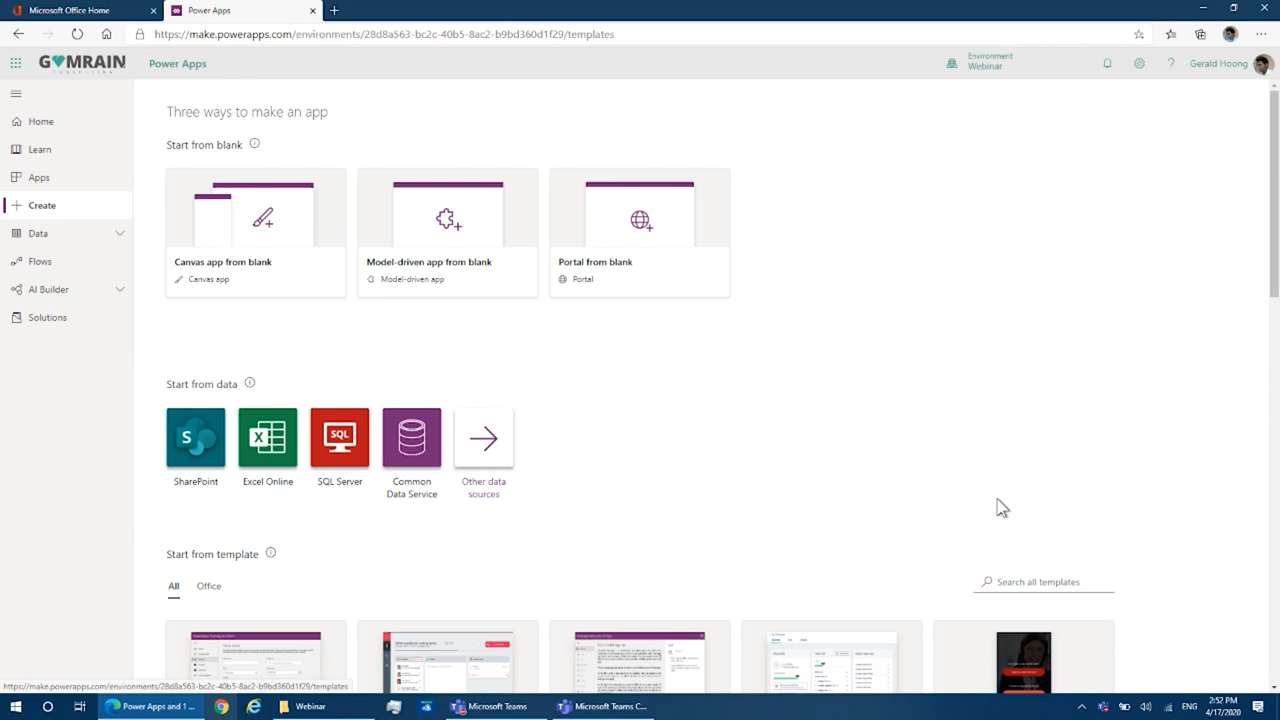 Microsoft Office Home
Power Apps
https://make.powerapps.com/environments/28d8a563-bc2c-40b5-8ac2-b9bd360d1f29/templates
GOMRAIN
CONSULTING
Power Apps
Environment
Webinar
Gerald Hoong
Home
Learn
Apps
Create
Data
Flows
AI Builder
Solutions
Three ways to make an app
Start from blank
Canvas app from blank
Canvas app
Model-driven app from blank
Model-driven app
Portal from blank
Portal
Start from data
S
X
SQL
SharePoint
Excel Online
SQL Server
Common
Data Service
Other data
sources
Start from template
All
Office
Search all templates
https://make.powerapps.com/environments/28d8a563-bc2c-40b5-8ac2-b9bd360d1f29/templates
Power Apps and 1 ...
Webinar
Microsoft Teams
Microsoft Teams C...
ENG
2:52 PM
4/17/2020